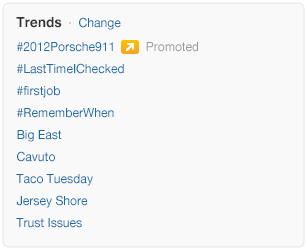 Trends · Change
#2012Porsche911 Promoted
#LastTimeIChecked
#firstjob
#RememberWhen
Big East
Cavuto
Taco Tuesday
Jersey Shore
Trust Issues